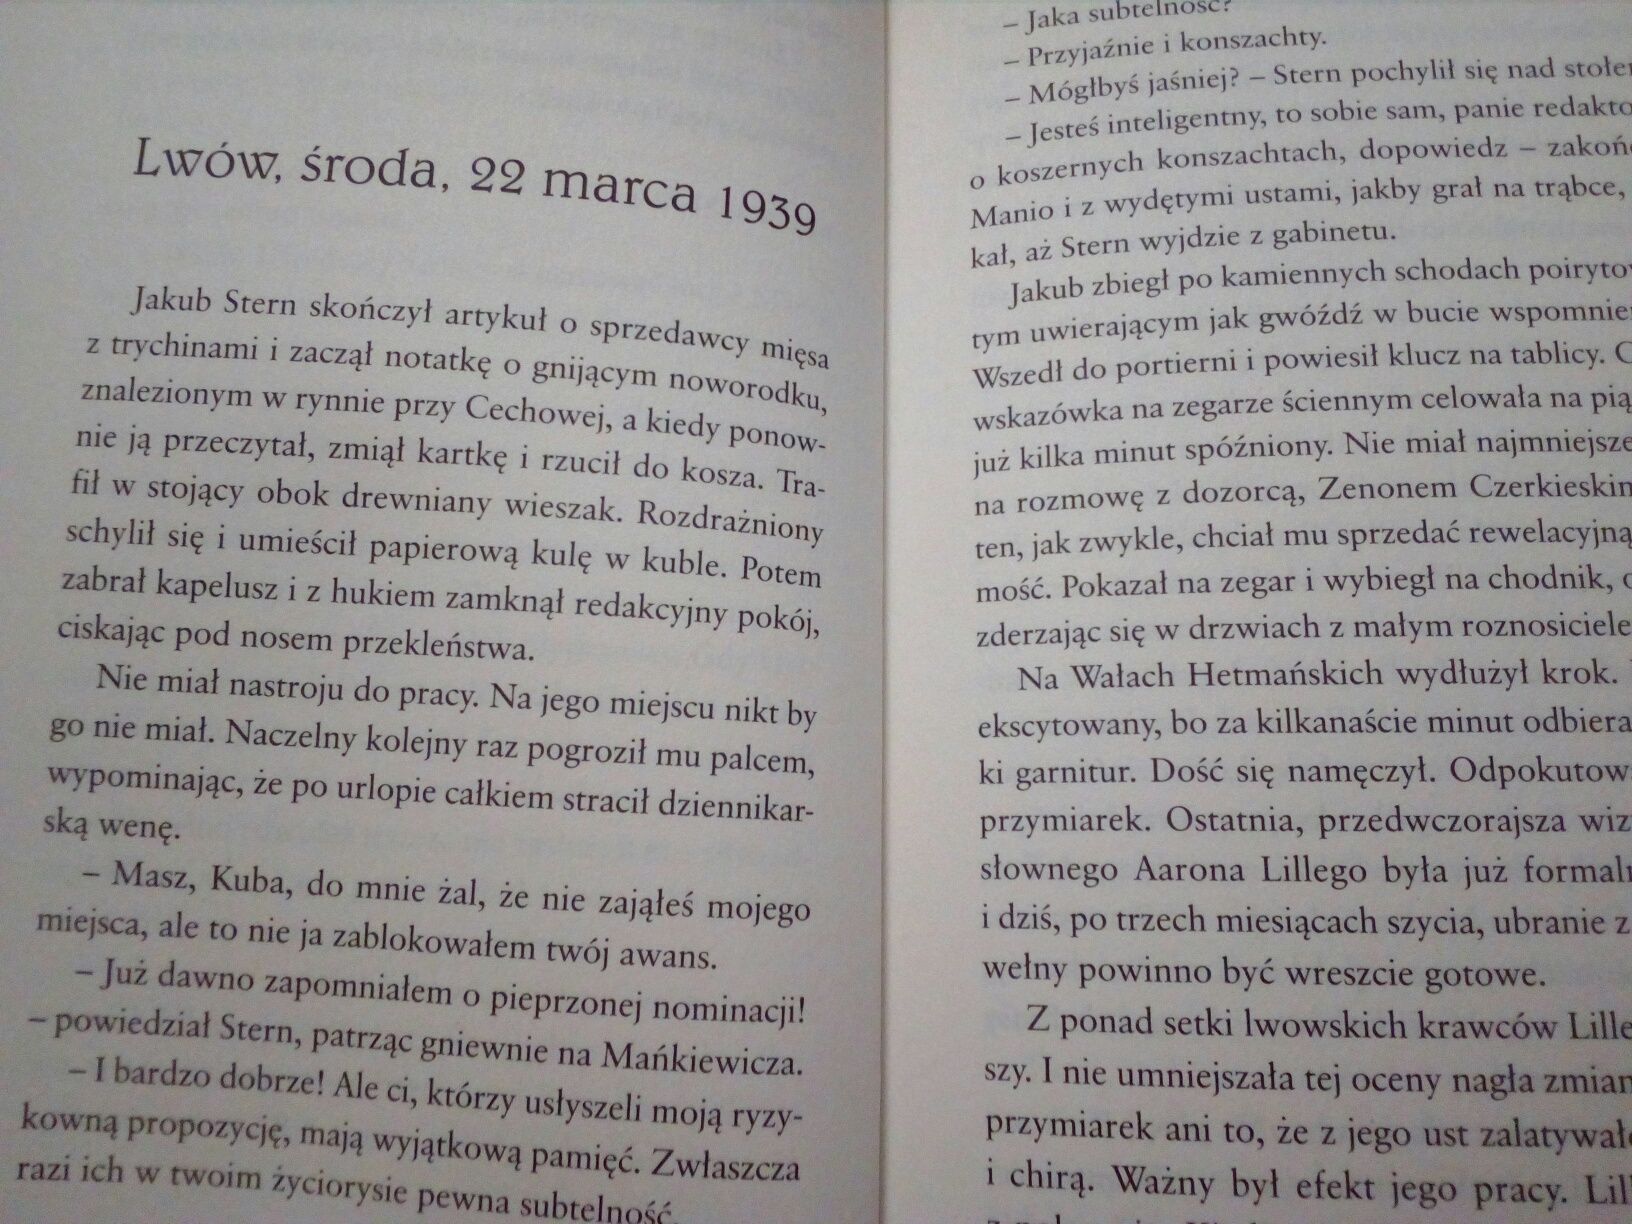 Lwów, środa, 22 marca 1939
Jakub Stern skończył artykuł o sprzedawcy mięsa
z trychinami i zaczął notatkę o gnijącym noworodku,
znalezionym w rynnie przy Cechowej, a kiedy ponow-
nie ją przeczytał, zmiął kartkę i rzucił do kosza. Tra-
fił w stojący obok drewniany wieszak. Rozdrażniony
schylił się i umieścił papierową kulę w kuble. Potem
zabrał kapelusz i z hukiem zamknął redakcyjny pokój,
ciskając pod nosem przekleństwa.
Nie miał nastroju do pracy. Na jego miejscu nikt by
go nie miał. Naczelny kolejny raz pogroził mu palcem,
wypominając, że po urlopie całkiem stracił dziennikar-
ską wenę.
– Masz, Kuba, do mnie żal, że nie zająłeś mojego
miejsca, ale to nie ja zablokowałem twój awans.
– Już dawno zapomniałem o pieprzonej nominacji!
– powiedział Stern, patrząc gniewnie na Mańkiewicza.
– I bardzo dobrze! Ale ci, którzy usłyszeli moją ryzy-
kowną propozycję, mają wyjątkową pamięć. Zwłaszcza
razi ich w twoim życiorysie pewna subtelność.
– Jaka subtelność?
– Przyjaźnie i konszachty.
– Mógłbyś jaśniej? – Stern pochylił się nad stołe
– Jesteś inteligentny, to sobie sam, panie redakto
o koszernych konszachtach, dopowiedz – zakoń
Manio i z wydętymi ustami, jakby grał na trąbce,
kał, aż Stern wyjdzie z gabinetu.
Jakub zbiegł po kamiennych schodach poiryto
tym uwierającym jak gwóźdź w bucie wspomnie
Wszedł do portierni i powiesił klucz na tablicy.
wskazówka na zegarze ściennym celowała na pią
już kilka minut spóźniony. Nie miał najmniejsze
na rozmowę z dozorcą, Zenonem Czerkieski
ten, jak zwykle, chciał mu sprzedać rewelacyjną
mość. Pokazał na zegar i wybiegł na chodnik,
zderzając się w drzwiach z małym roznosiciele
Na Wałach Hetmańskich wydłużył krok.
ekscytowany, bo za kilkanaście minut odbiera
ki garnitur. Dość się namęczył. Odpokutow
przymiarek. Ostatnia, przedwczorajsza wiz
słownego Aarona Lillego była już formaln
i dziś, po trzech miesiącach szycia, ubranie z
wełny powinno być wreszcie gotowe.
Z ponad setki lwowskich krawców Lille
szy. I nie umniejszała tej oceny nagła zmian
przymiarek ani to, że z jego ust zalatywał
i chirą. Ważny był efekt jego pracy. Lil